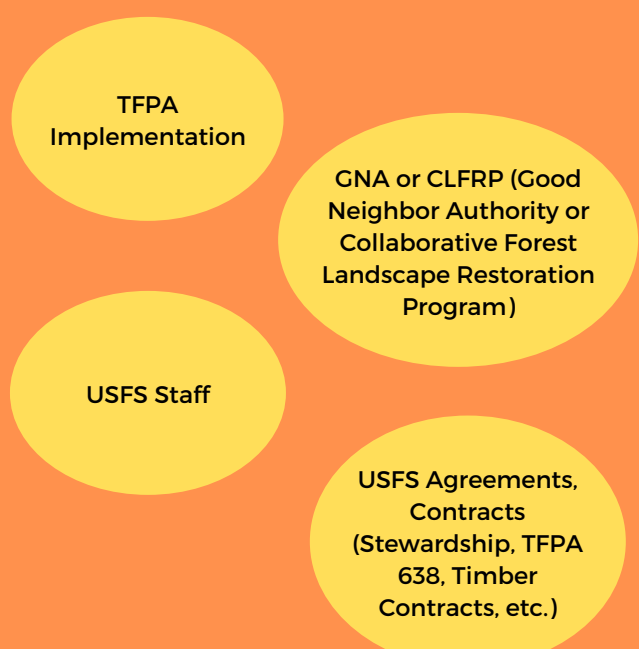 TFPA
Implementation
GNA or CLFRP (Good
Neighbor Authority or
Collaborative Forest
Landscape Restoration
Program)
USFS Staff
USFS Agreements,
Contracts
(Stewardship, TFPA
638, Timber
Contracts, etc.)